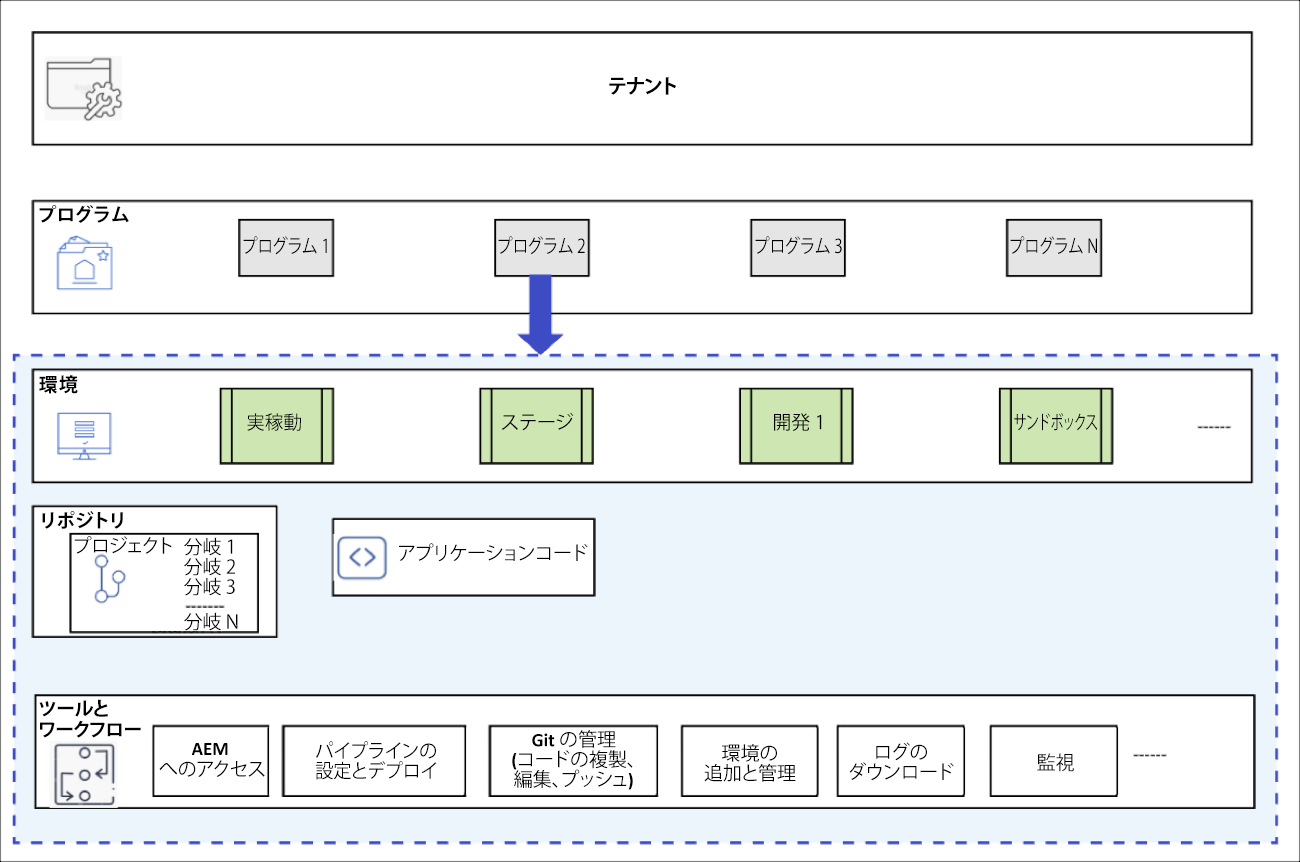 テナント
プログラム
プログラム 1
プログラム 2
プログラム 3
プログラム N
環境
実稼動
ステージ
開発 1
サンドボックス
------
リポジトリ
プロジェクト
分岐 1
分岐 2
分岐 3
-------
分岐 N
アプリケーションコード
ツールと
ワークフロー
AEM
へのアクセス
パイプラインの
設定とデプロイ
Git の管理
(コードの複製、
編集、プッシュ)
環境の
追加と管理
ログの
ダウンロード
監視
------